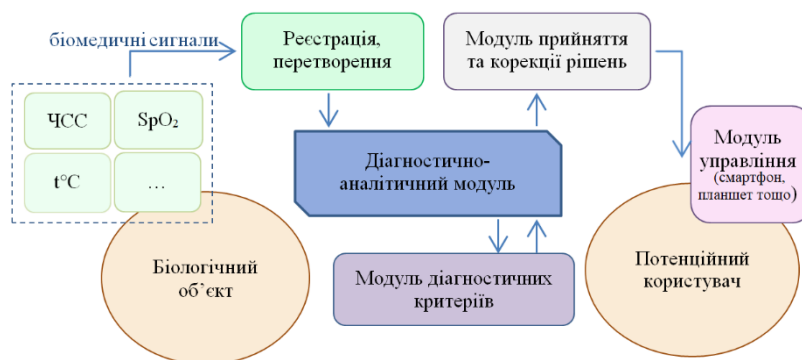 біомедичні сигнали
ЧСС
SpO₂
t°C
…
Біологічний
об’єкт
Реєстрація,
перетворення
Діагностично-
аналітичний модуль
Модуль діагностичних
критеріїв
Модуль прийняття
та корекції рішень
Модуль
управління
(смартфон,
планшет тощо)
Потенційний
користувач